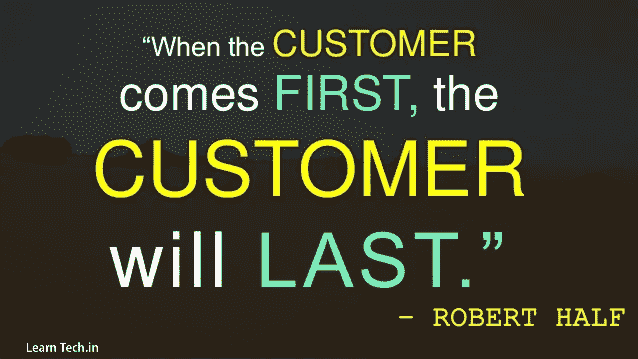 “When the CUSTOMER
comes FIRST, the
CUSTOMER
will LAST.”
– ROBERT HALF
Learn Tech.in